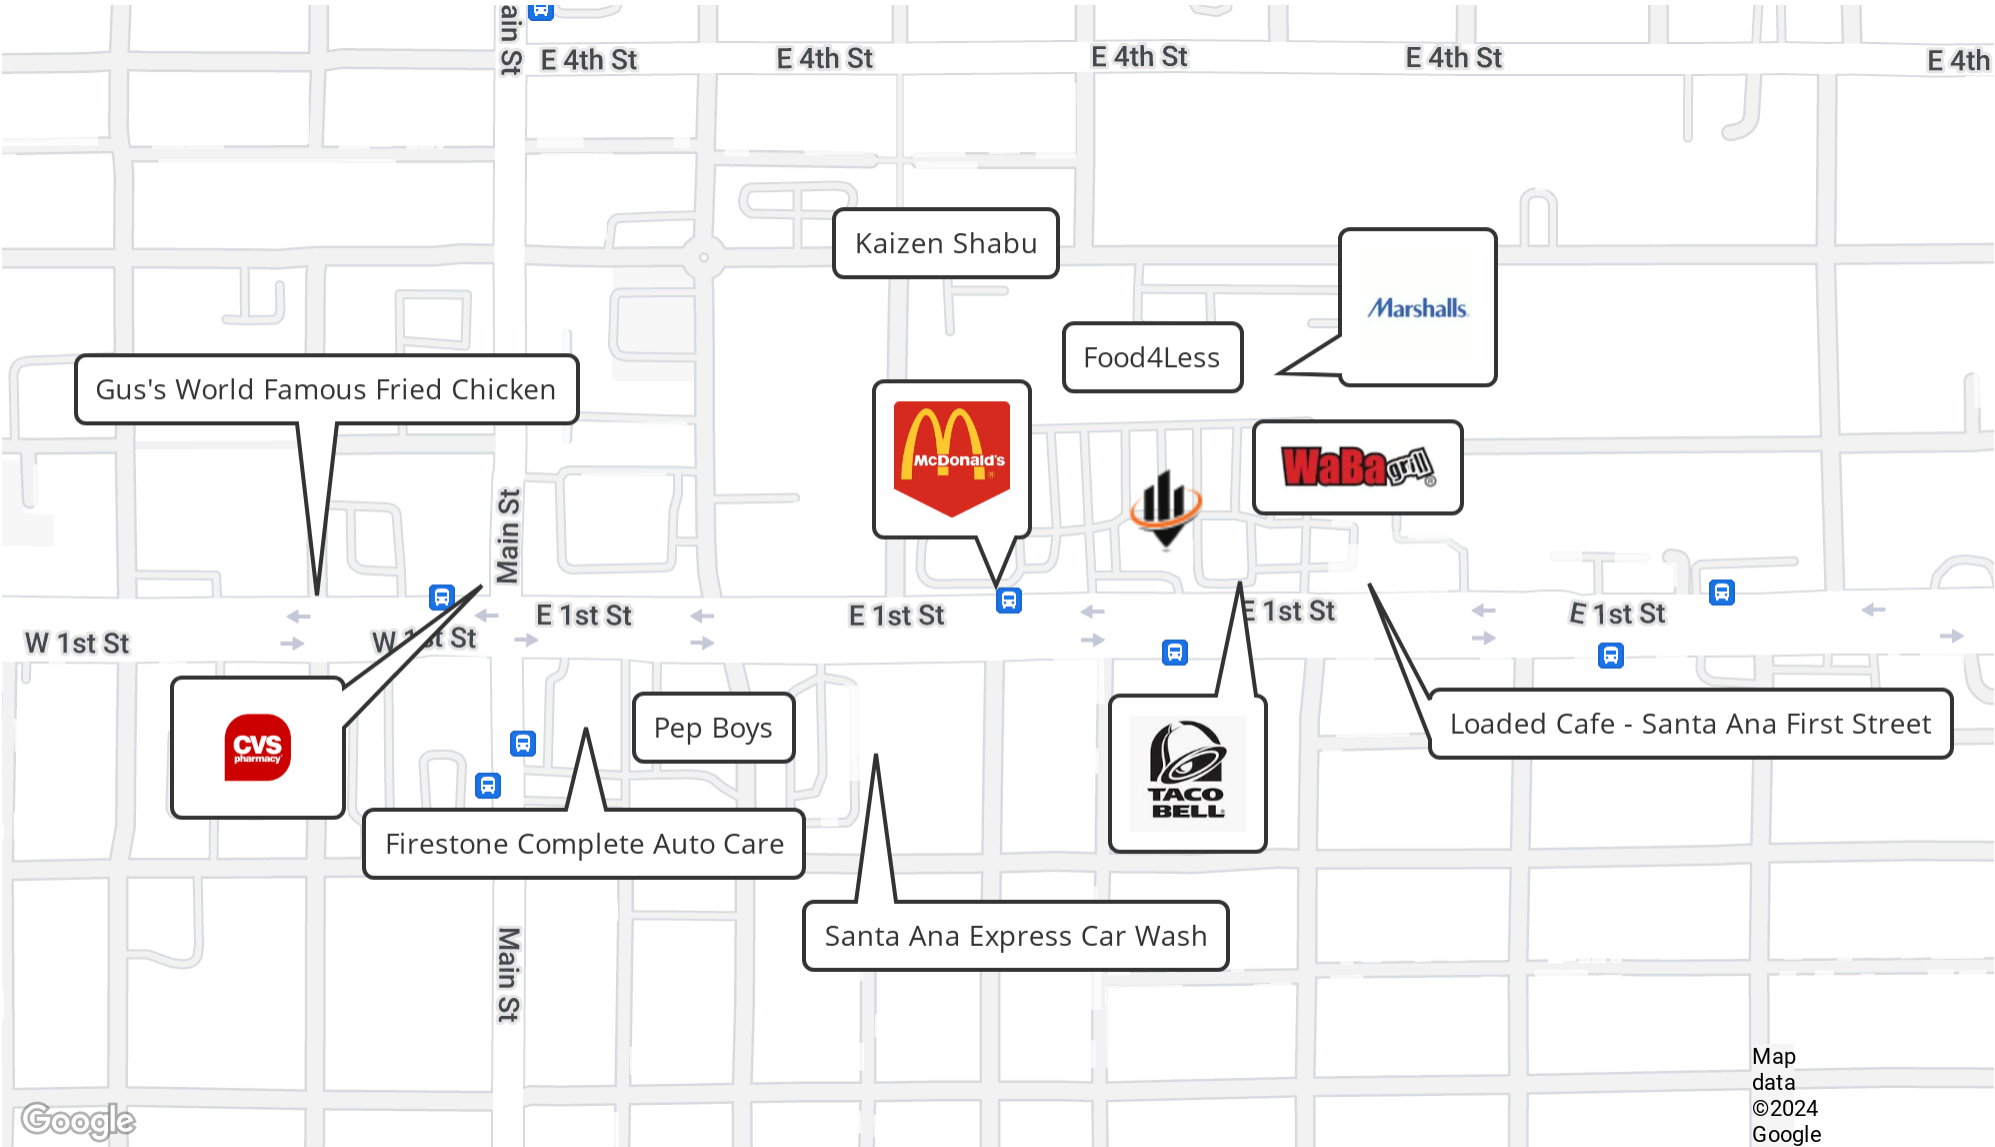 ain St
E 4th St
E 4th St
E 4th St
E 4th St
E 4th
Kaizen Shabu
Marshalls.
Food4Less
Gus's World Famous Fried Chicken
McDonald's
WaBa grill
Main St
E 1st St
E 1st St
E 1st St
E 1st St
W 1st St
W 1st St
CVS
pharmacy
Pep Boys
Loaded Cafe - Santa Ana First Street
TACO
BELL
Firestone Complete Auto Care
Santa Ana Express Car Wash
Main St
Map
data
©2024
Google
Google